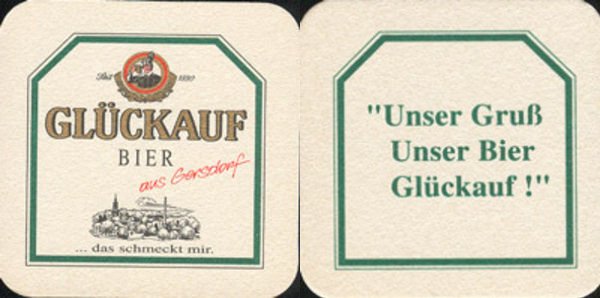 Seit 1880
GLÜCKAUF
BIER
aus Gersdorf
... das schmeckt mir.
"Unser Gruß
Unser Bier
Glückauf !"